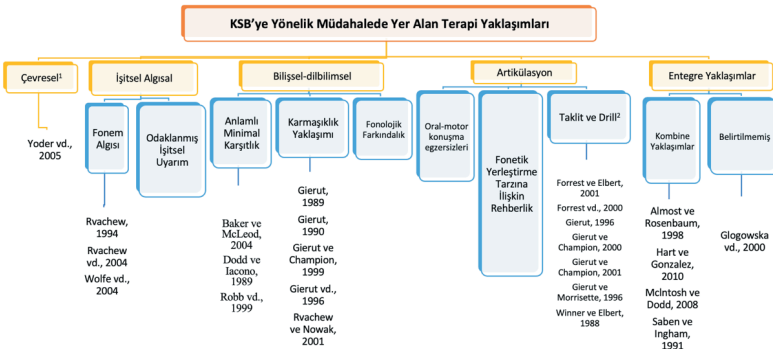 KSB'ye Yönelik Müdahalede Yer Alan Terapi Yaklaşımları
Çevresel¹
Yoder vd.,
2005
İşitsel Algısal
Fonem
Algısı
Rvachew,
1994
Rvachew
vd., 2004
Wolfe vd.,
2004
Odaklanmış
İşitsel
Uyarım
Bilişsel-dilbilimsel
Anlamlı
Minimal
Karşıtlık
Baker ve
McLeod,
2004
Dodd ve
Iacono,
1989
Robb vd.,
1999
Karmaşıklık
Yaklaşımı
Gierut,
1989
Gierut,
1990
Gierut ve
Champion,
1999
Gierut vd.,
1996
Rvachew
ve Nowak,
2001
Fonolojik
Farkındalık
Artikülasyon
Oral-motor
konuşma
egzersizleri
Fonetik
Yerleştirme
Tarzına
İlişkin
Rehberlik
Taklit ve Drill²
Forrest ve Elbert,
2001
Forrest vd., 2000
Gierut, 1996
Gierut ve
Champion, 2000
Gierut ve
Champion, 2001
Gierut ve
Morrisette, 1996
Winner ve Elbert,
1988
Entegre Yaklaşımlar
Kombine
Yaklaşımlar
Almost ve
Rosenbaum,
1998
Hart ve
Gonzalez,
2010
McIntosh ve
Dodd, 2008
Saben ve
Ingham,
1991
Belirtilmemiş
Glogowska
vd., 2000